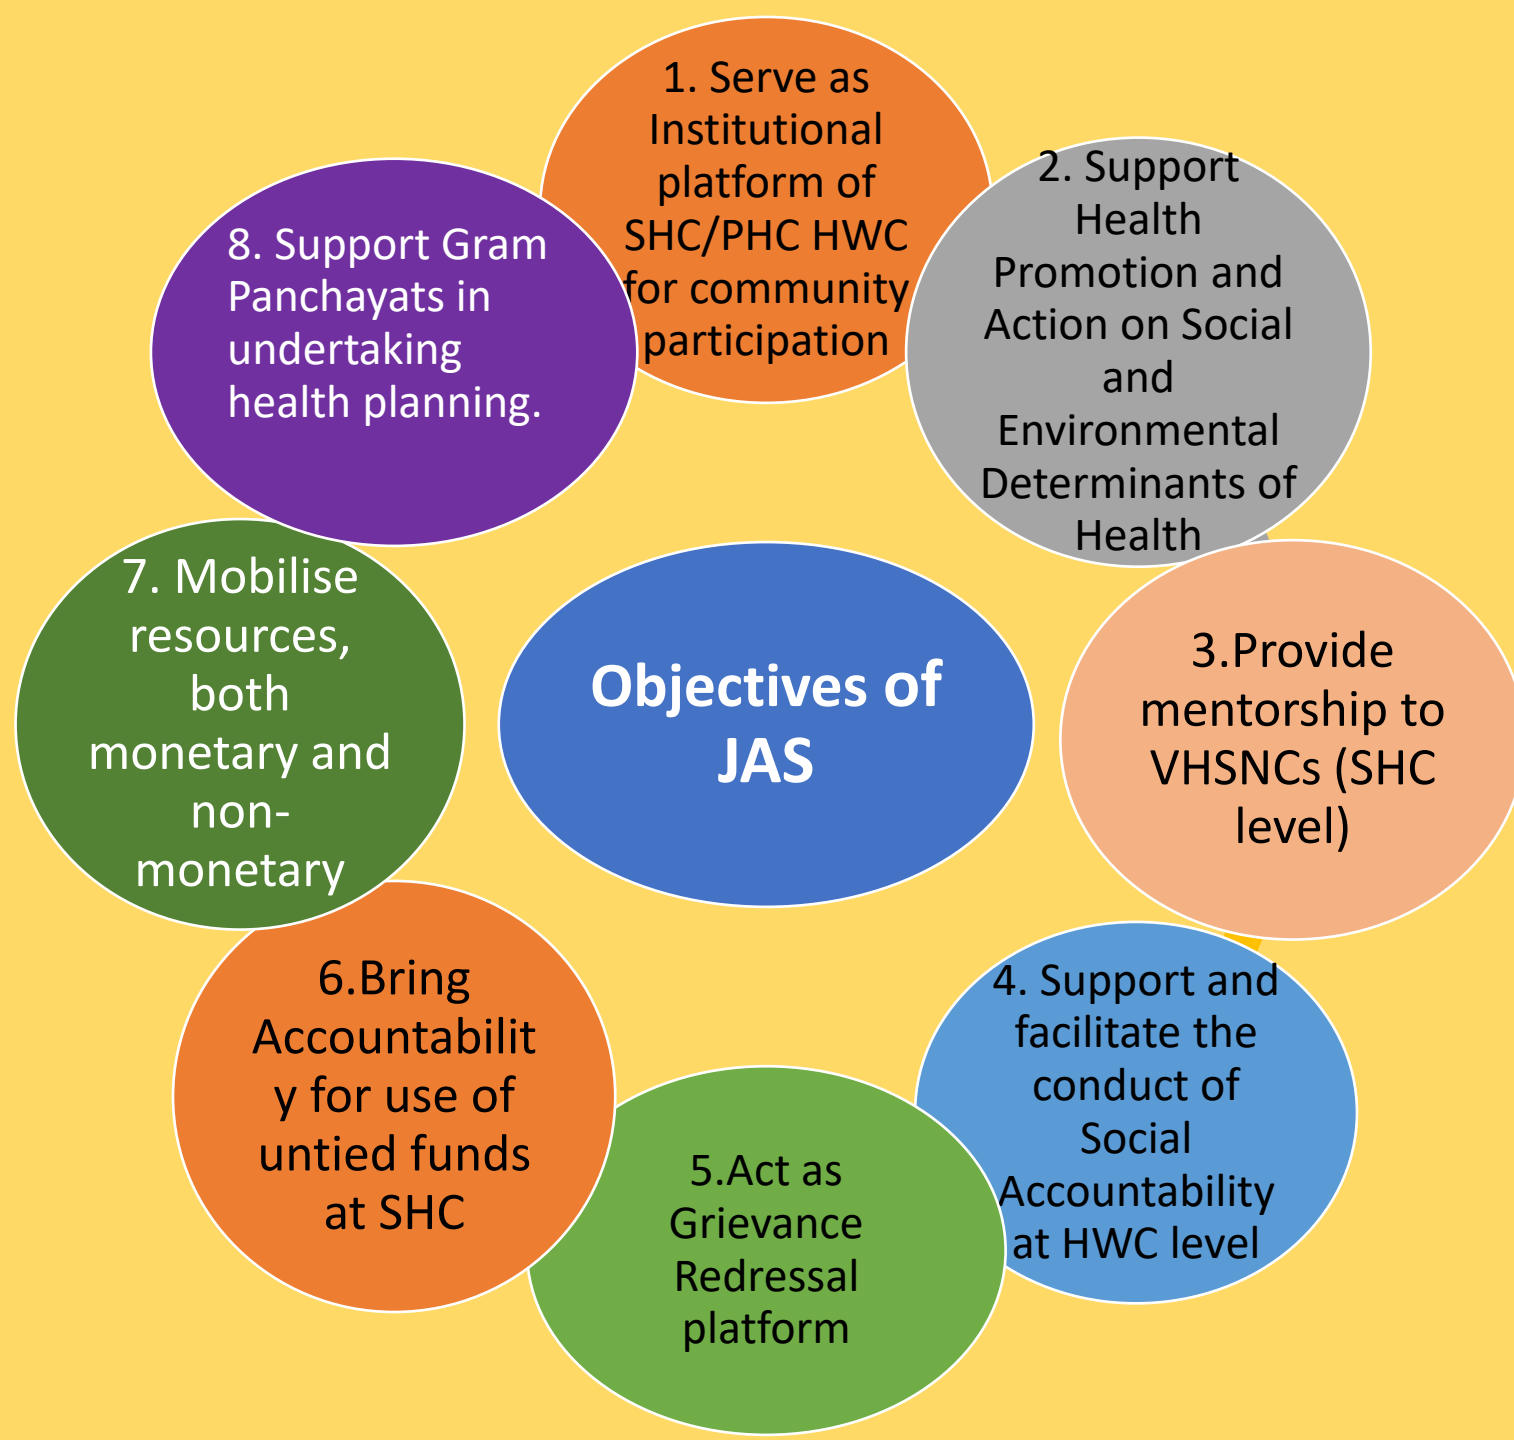 1. Serve as
Institutional
platform of
SHC/PHC HWC
for community
participation
2. Support
Health
Promotion and
Action on Social
and
Environmental
Determinants of
Health
3.Provide
mentorship to
VHSNCs (SHC
level)
4. Support and
facilitate the
conduct of
Social
Accountability
at HWC level
5.Act as
Grievance
Redressal
platform
6.Bring
Accountabilit
y for use of
untied funds
at SHC
7. Mobilise
resources,
both
monetary and
non-
monetary
8. Support Gram
Panchayats in
undertaking
health planning.
Objectives of
JAS